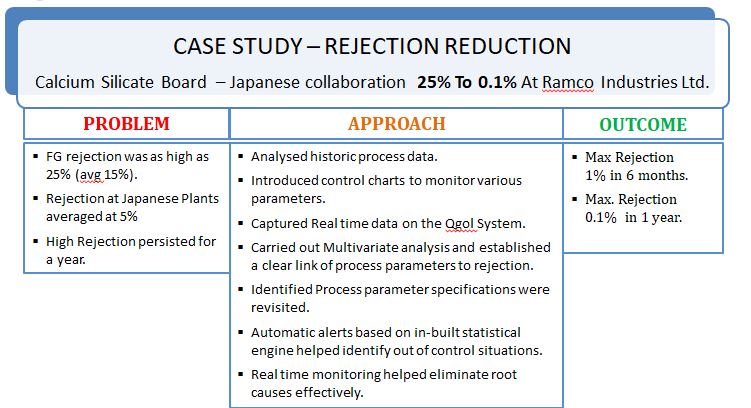 CASE STUDY – REJECTION REDUCTION
Calcium Silicate Board – Japanese collaboration 25% To 0.1% At Ramco Industries Ltd.
PROBLEM
▪ FG rejection was as high as
25% (avg 15%).
▪ Rejection at Japanese Plants
averaged at 5%
▪ High Rejection persisted for
a year.
APPROACH
▪ Analysed historic process data.
▪ Introduced control charts to monitor various
parameters.
▪ Captured Real time data on the Qgol System.
▪ Carried out Multivariate analysis and established
a clear link of process parameters to rejection.
▪ Identified Process parameter specifications were
revisited.
▪ Automatic alerts based on in-built statistical
engine helped identify out of control situations.
▪ Real time monitoring helped eliminate root
causes effectively.
OUTCOME
▪ Max Rejection
1% in 6 months.
▪ Max. Rejection
0.1% in 1 year.